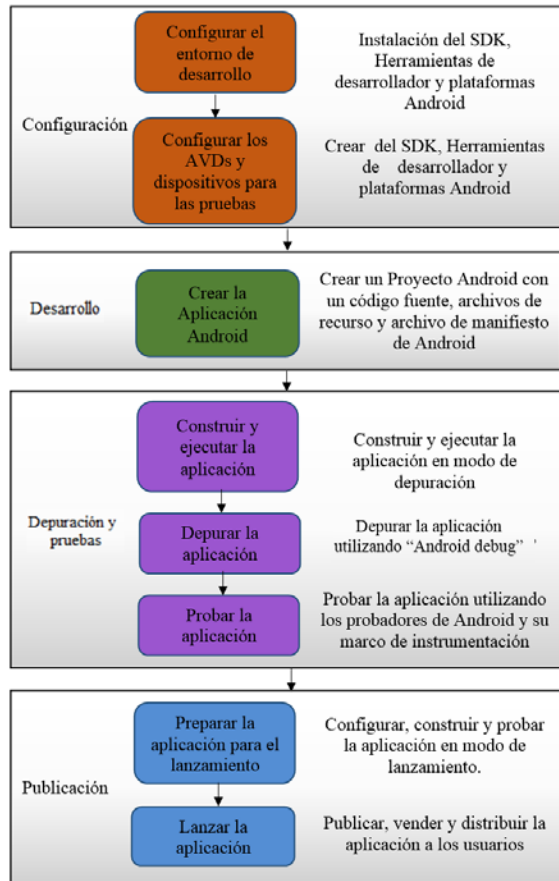 Configuración
Configurar el
entorno de
desarrollo
Instalación del SDK,
Herramientas de
desarrollador y plataformas
Android
Configurar los
AVDs y
dispositivos para
las pruebas
Crear del SDK, Herramientas
de desarrollador y
plataformas Android
Desarrollo
Crear la
Aplicación
Android
Crear un Proyecto Android con
un código fuente, archivos de
recurso y archivo de manifiesto
de Android
Depuración y
pruebas
Construir y
ejecutar la
aplicación
Construir y ejecutar la
aplicación en modo de
depuración
Depurar la
aplicación
Depurar la aplicación
utilizando “Android debug” '
Probar la
aplicación
Probar la aplicación utilizando
los probadores de Android y su
marco de instrumentación
Publicación
Preparar la
aplicación para el
lanzamiento
Configurar, construir y probar
la aplicación en modo de
lanzamiento.
Lanzar la
aplicación
Publicar, vender y distribuir la
aplicación a los usuarios